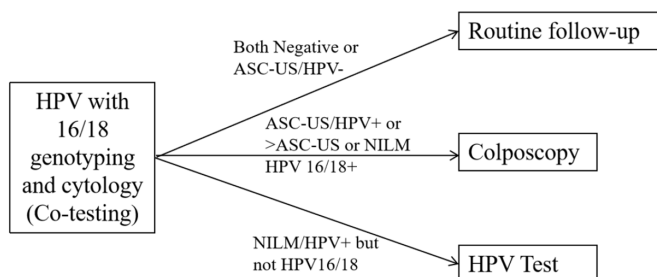 HPV with
16/18
genotyping
and cytology
(Co-testing)
Both Negative or
ASC-US/HPV-
Routine follow-up
ASC-US/HPV+ or
>ASC-US or NILM
HPV 16/18+
Colposcopy
NILM/HPV+ but
not HPV16/18
HPV Test